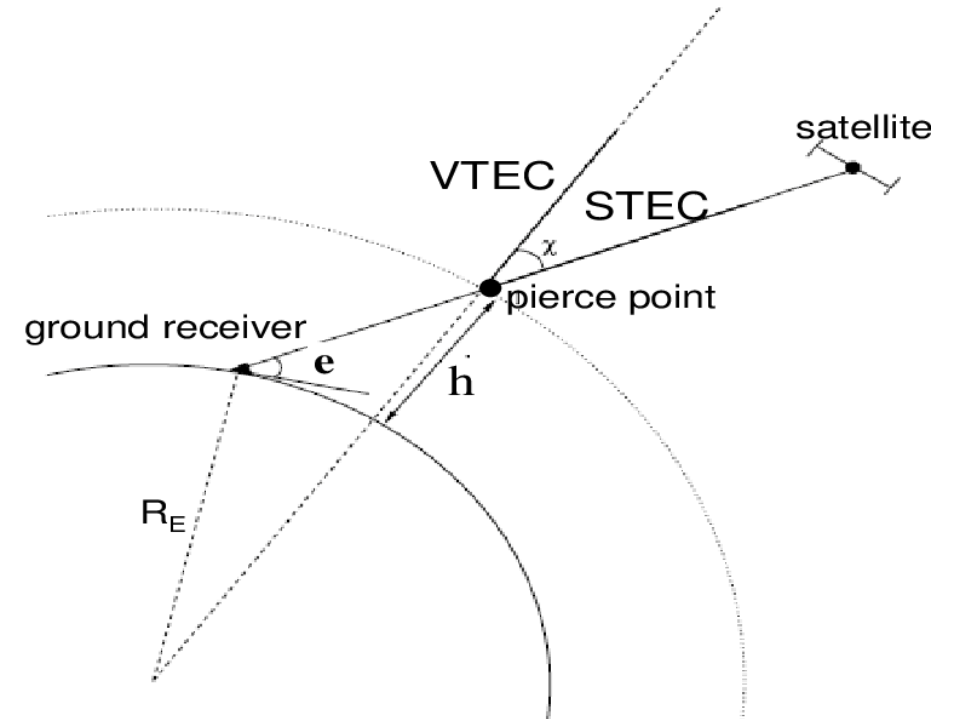 satellite
VTEC
STEC
χ
pierce point
ground receiver
e
h
R_E